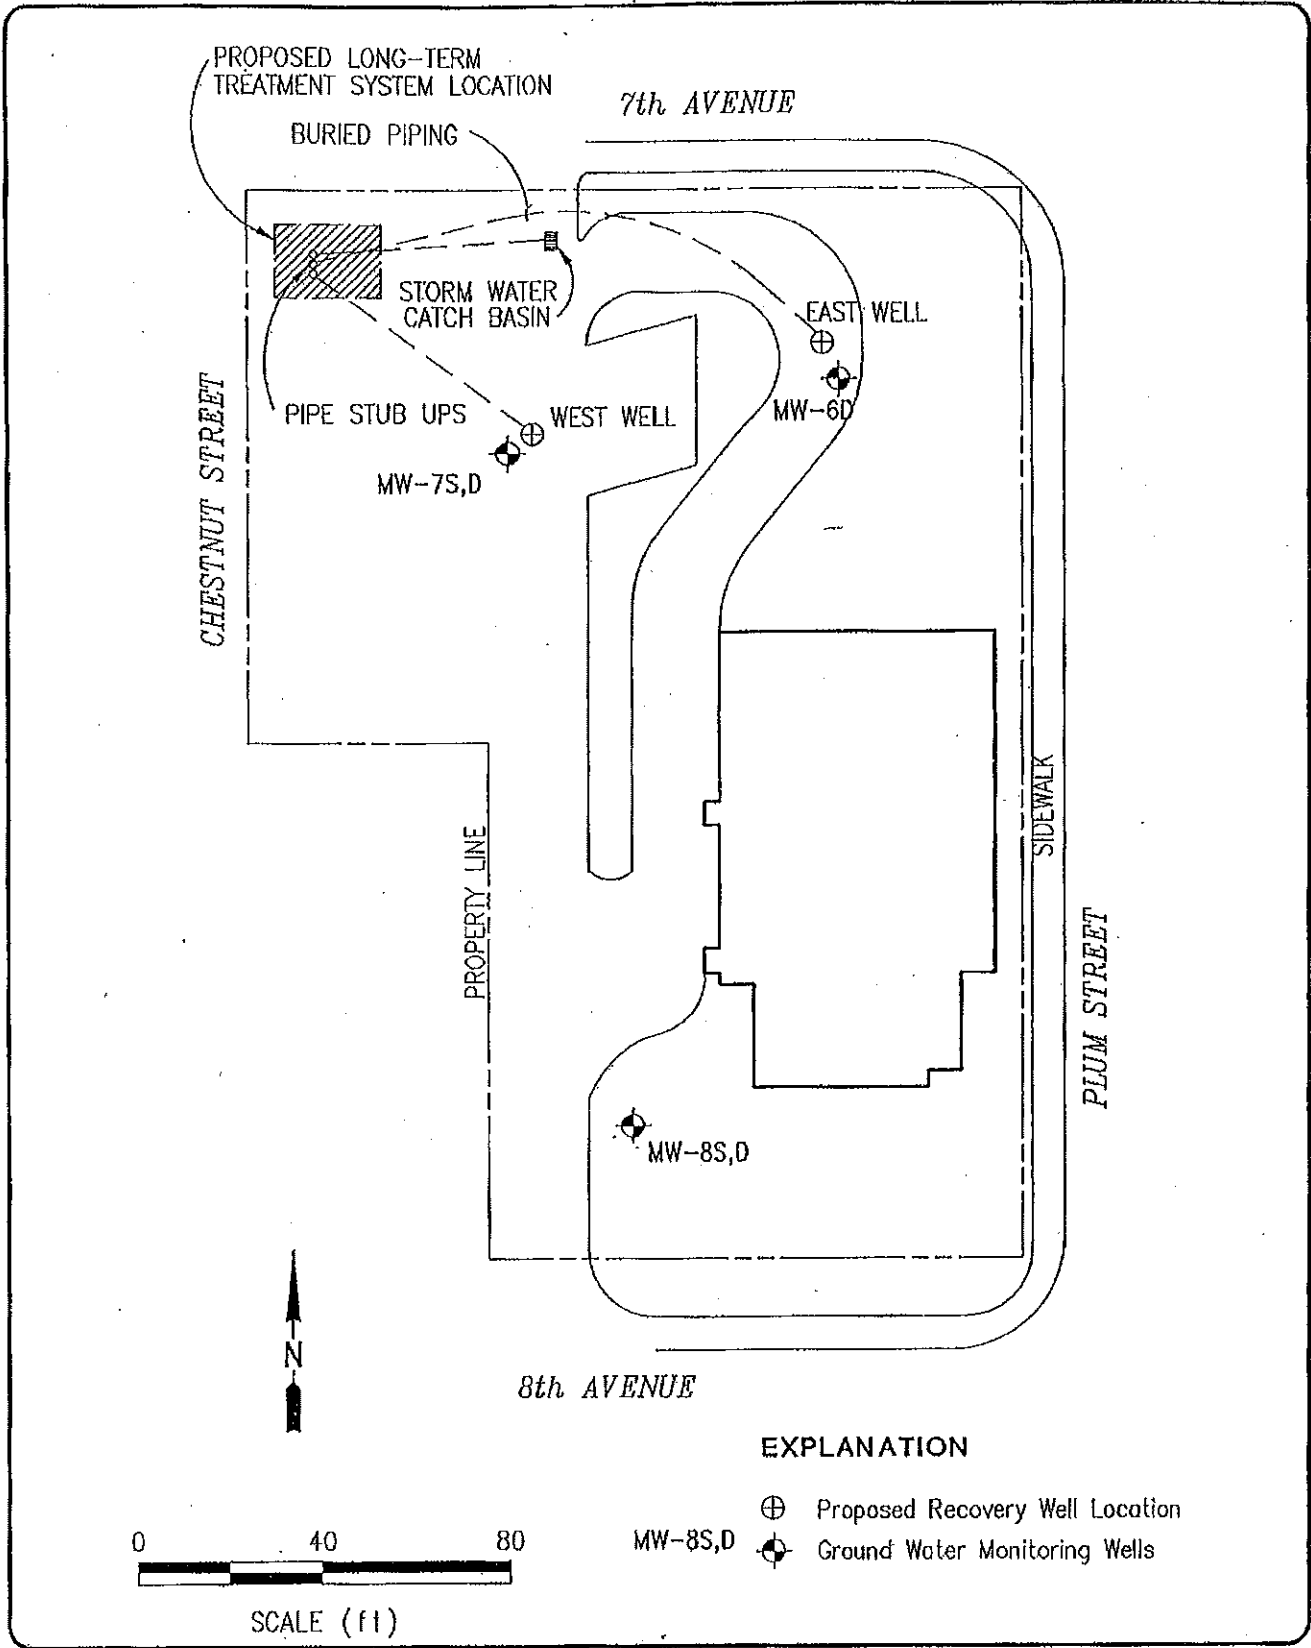 PROPOSED LONG-TERM
TREATMENT SYSTEM LOCATION
7th AVENUE
BURIED PIPING
STORM WATER
CATCH BASIN
EAST WELL
MW-6D
PIPE STUB UPS
WEST WELL
MW-7S,D
CHESTNUT STREET
PROPERTY LINE
SIDEWALK
PLUM STREET
MW-8S,D
N
8th AVENUE
EXPLANATION
Proposed Recovery Well Location
MW-8S,D Ground Water Monitoring Wells
0 40 80
SCALE (ft)